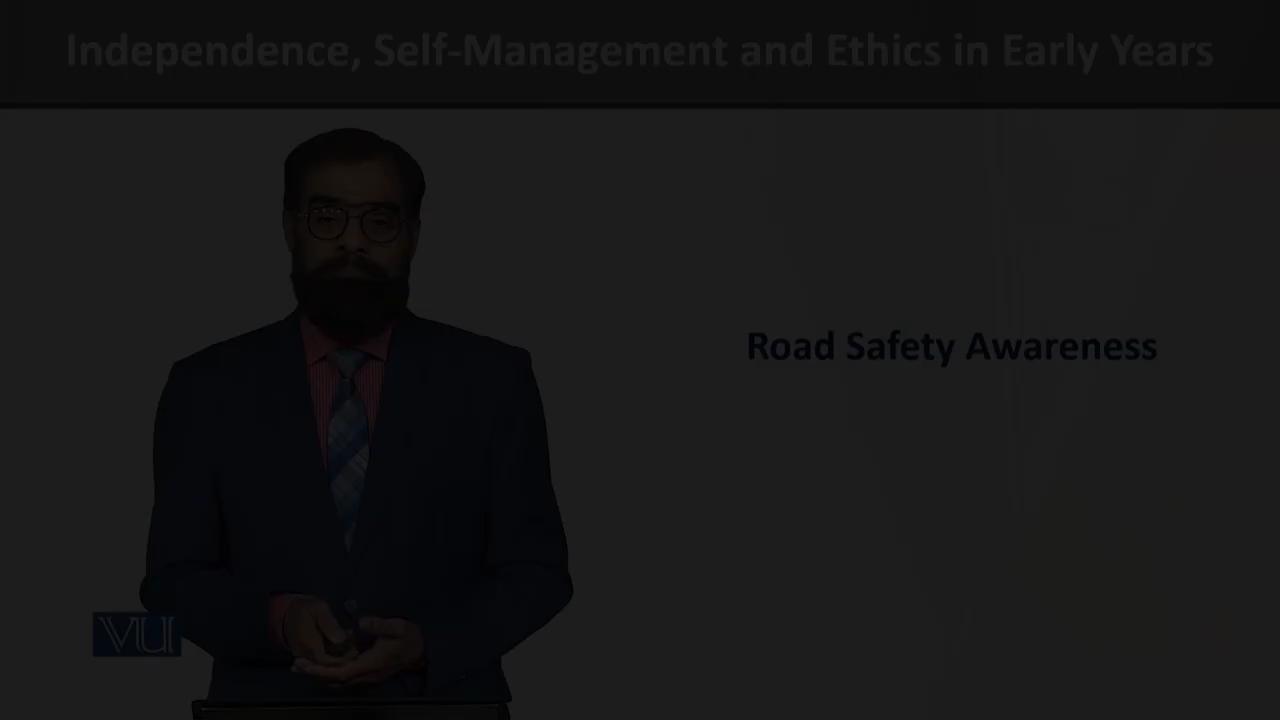 Independence, Self-Management and Ethics in Early Years
Road Safety Awareness
VU